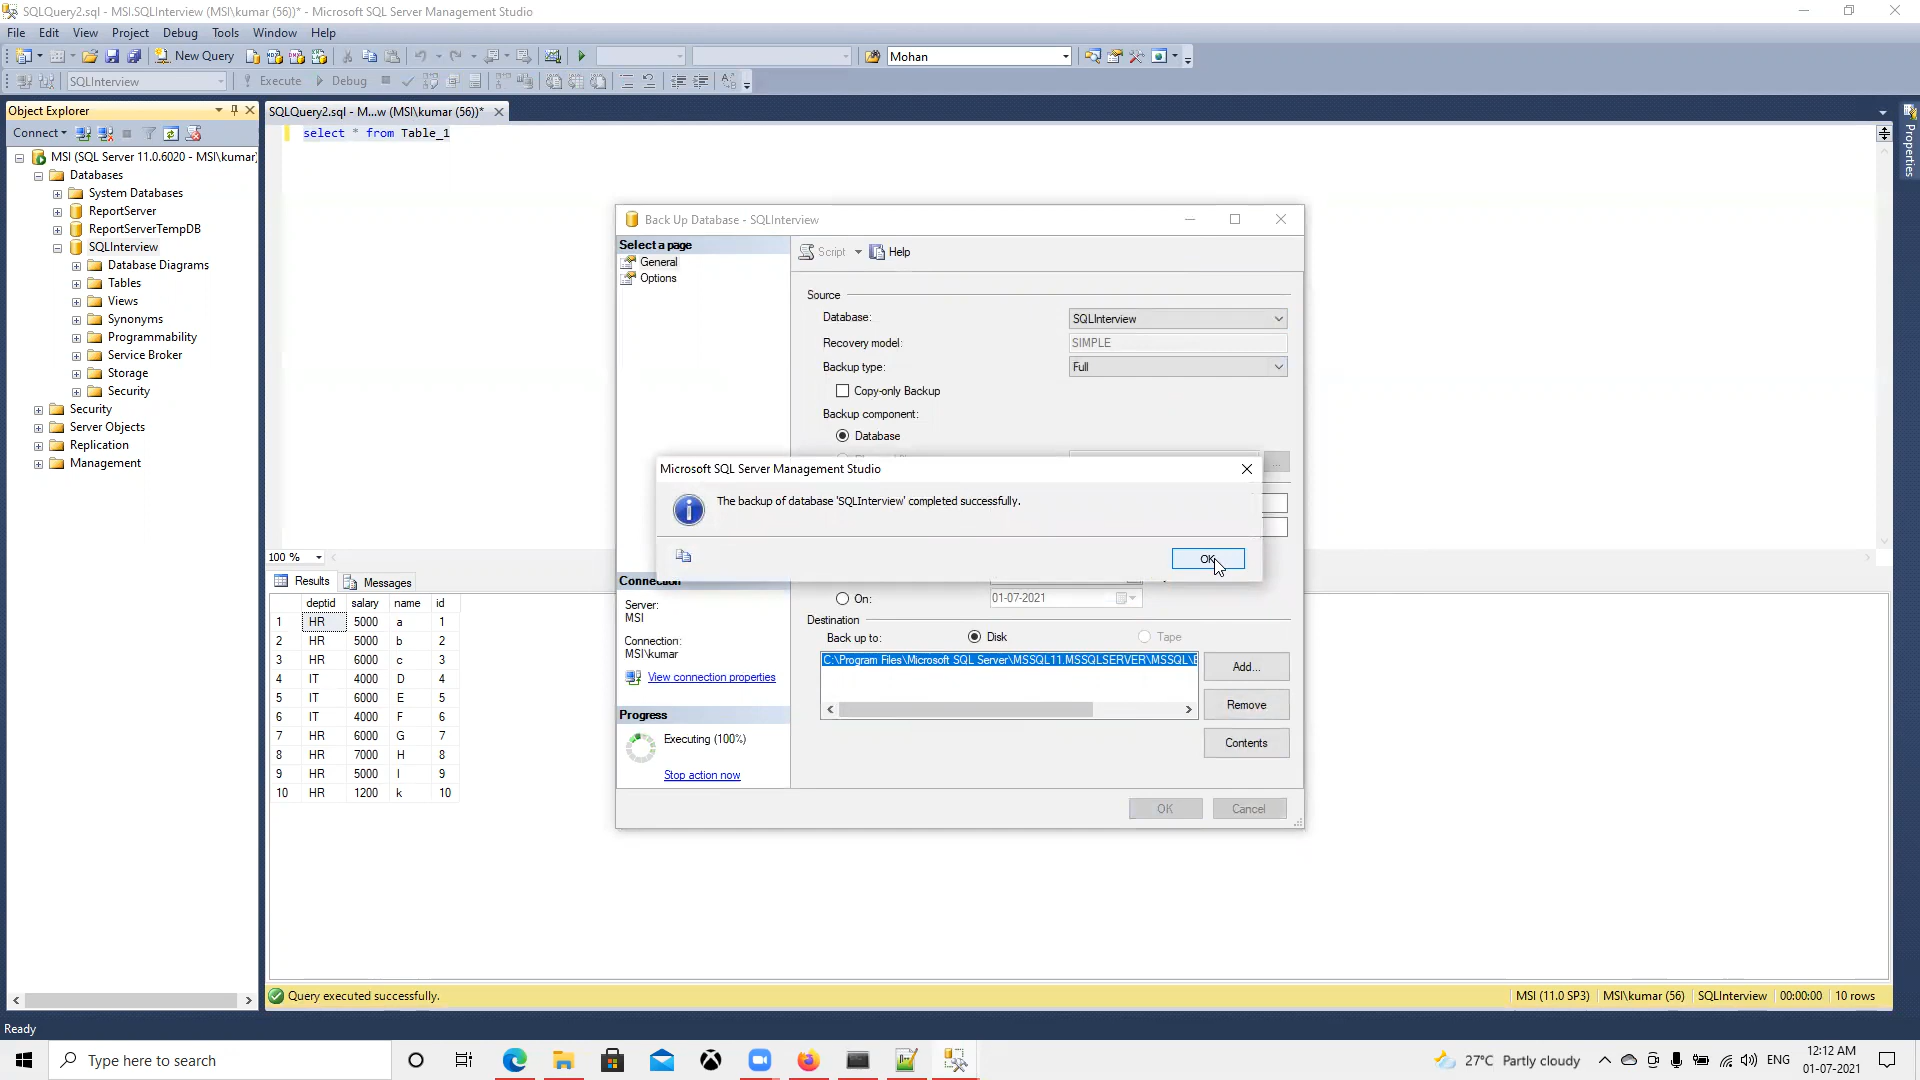 SQLQuery2.sql - MSI.SQLInterview (MSI\kumar (56))* - Microsoft SQL Server Management Studio
File Edit View Project Debug Tools Window Help
New Query Mohan
SQLInterview ! Execute Debug
Object Explorer
SQLQuery2.sql - M...w (MSI\kumar (56))*
Connect
select * from Table_1
Properties
MSI (SQL Server 11.0.6020 - MSI\kumar)
Databases
System Databases
ReportServer
ReportServerTempDB
SQLInterview
Database Diagrams
Tables
Views
Synonyms
Programmability
Service Broker
Storage
Security
Security
Server Objects
Replication
Management
Back Up Database - SQLInterview
Select a page
General
Options
Script Help
Source
Database: SQLInterview
Recovery model: SIMPLE
Backup type: Full
Copy-only Backup
Backup component:
Database
Microsoft SQL Server Management Studio
The backup of database 'SQLInterview' completed successfully.
OK
Connection
Server:
MSI
Connection:
MSI\kumar
View connection properties
Progress
Executing (100%)
Stop action now
On: 01-07-2021
Destination
Back up to: Disk Tape
C:\Program Files\Microsoft SQL Server\MSSQL11.MSSQLSERVER\MSSQL\
Add...
Remove
Contents
OK Cancel
100 %
Results Messages
deptid salary name id
1 HR 5000 a 1
2 HR 5000 b 2
3 HR 6000 c 3
4 IT 4000 D 4
5 IT 6000 E 5
6 IT 4000 F 6
7 HR 6000 G 7
8 HR 7000 H 8
9 HR 5000 I 9
10 HR 1200 k 10
Query executed successfully. MSI (11.0 SP3) MSI\kumar (56) SQLInterview 00:00:00 10 rows
Ready
Type here to search
27°C Partly cloudy
ENG
12:12 AM
01-07-2021